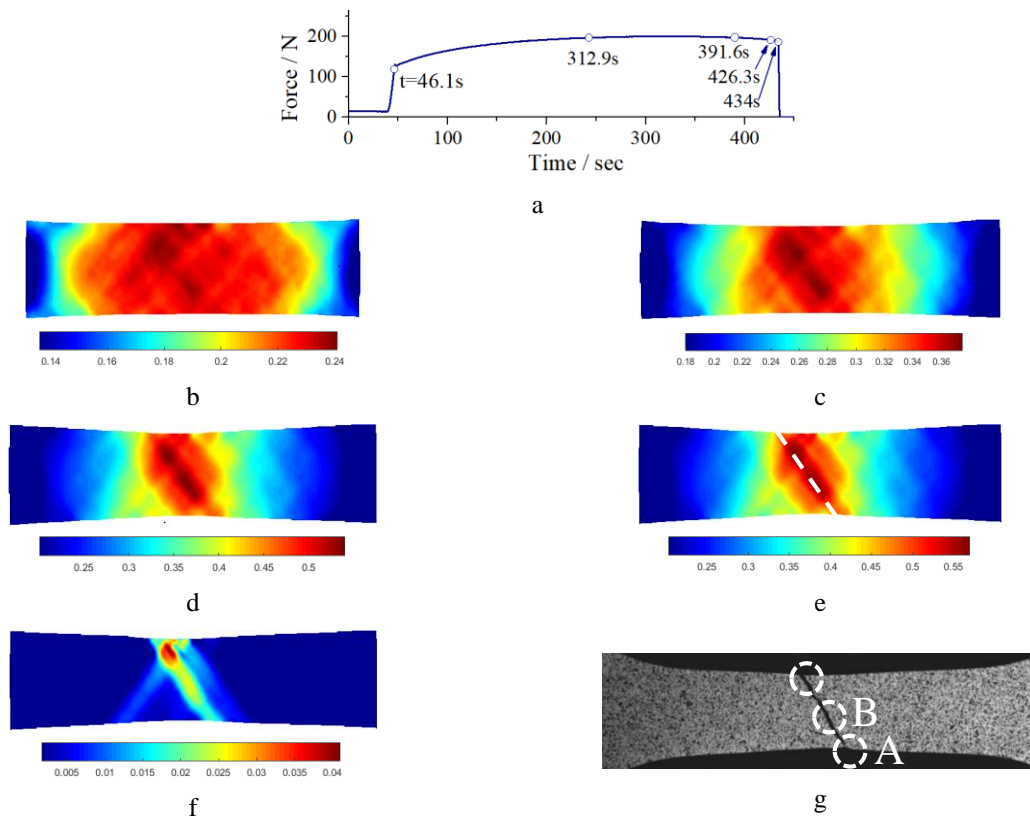 Force / N
200
100
0
t=46.1s
312.9s
391.6s
426.3s
434s
0
100
200
300
400
Time / sec
a
0.14 0.16 0.18 0.2 0.22 0.24
b
0.18 0.2 0.22 0.24 0.26 0.28 0.3 0.32 0.34 0.36
c
0.25 0.3 0.35 0.4 0.45 0.5
d
0.25 0.3 0.35 0.4 0.45 0.5 0.55
e
0.005 0.01 0.015 0.02 0.025 0.03 0.035 0.04
f
B
A
g